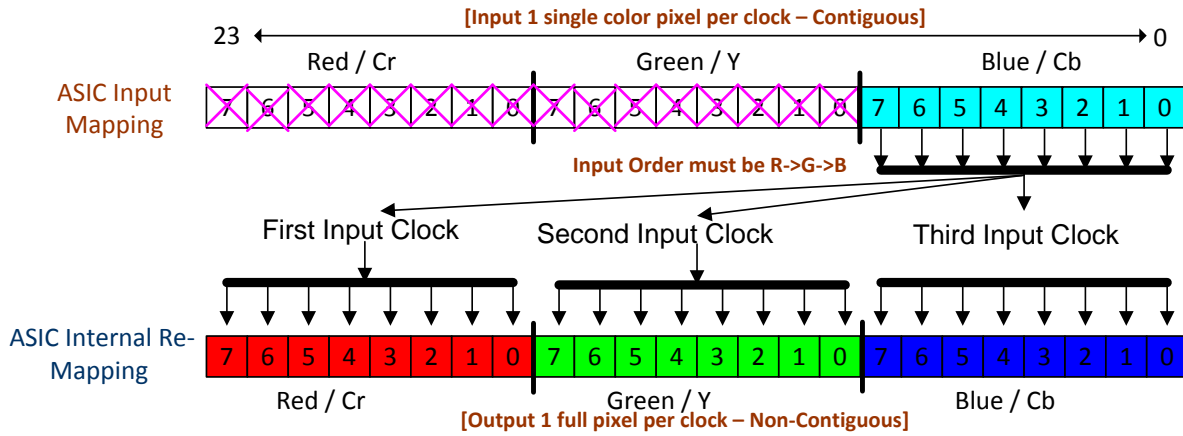 [Input 1 single color pixel per clock – Contiguous]
23 0
Red / Cr Green / Y Blue / Cb
ASIC Input Mapping
7 6 5 4 3 2 1 0 7 6 5 4 3 2 1 0 7 6 5 4 3 2 1 0
Input Order must be R->G->B
First Input Clock Second Input Clock Third Input Clock
ASIC Internal Re-
Mapping
7 6 5 4 3 2 1 0 7 6 5 4 3 2 1 0 7 6 5 4 3 2 1 0
Red / Cr Green / Y Blue / Cb
[Output 1 full pixel per clock – Non-Contiguous]